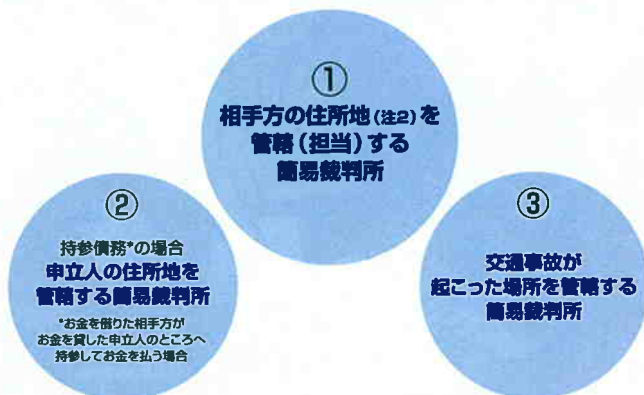 ①
相手方の住所地(注2)を
管轄(担当)する
簡易裁判所
②
持参債務*の場合
申立人の住所地を
管轄する簡易裁判所
*お金を借りた相手方が
お金を貸した申立人のところへ
持参してお金を払う場合
③
交通事故が
起こった場所を管轄する
簡易裁判所